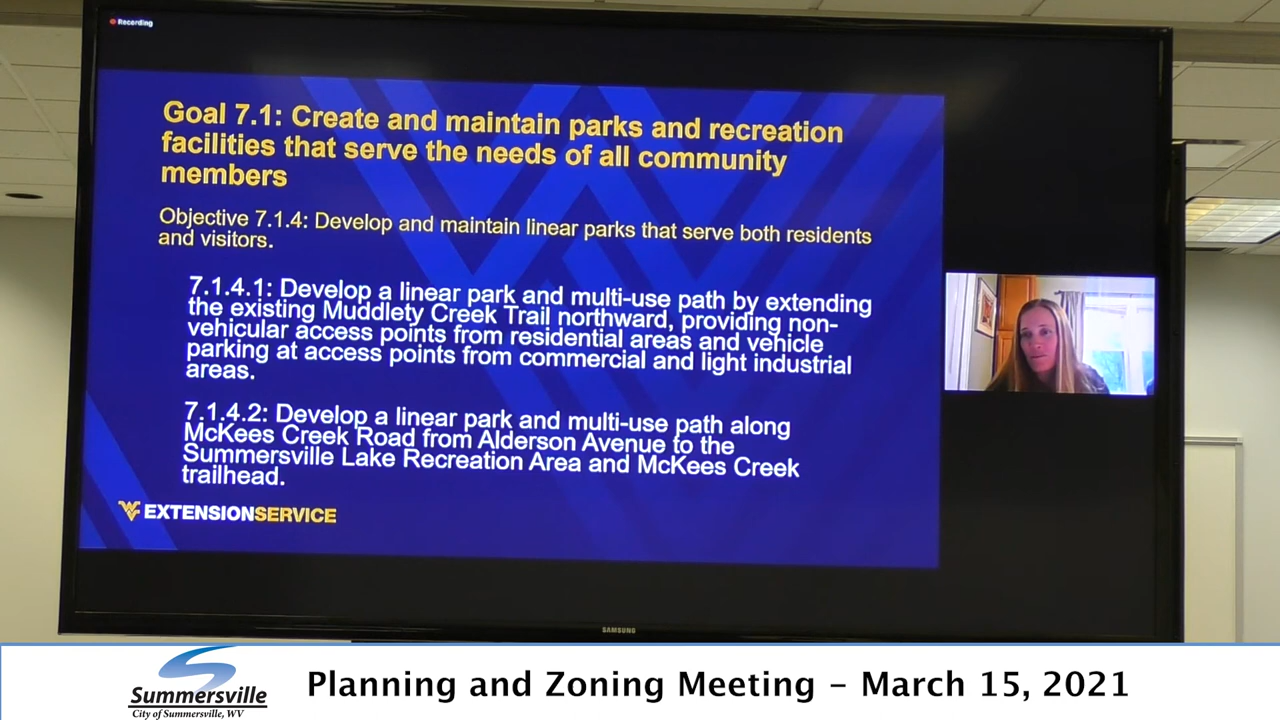 Recording
Goal 7.1: Create and maintain parks and recreation
facilities that serve the needs of all community
members
Objective 7.1.4: Develop and maintain linear parks that serve both residents
and visitors.
7.1.4.1: Develop a linear park and multi-use path by extending
the existing Muddlety Creek Trail northward, providing non-
vehicular access points from residential areas and vehicle
parking at access points from commercial and light industrial
areas.
7.1.4.2: Develop a linear park and multi-use path along
McKees Creek Road from Alderson Avenue to the
Summersville Lake Recreation Area and McKees Creek
trailhead.
WV EXTENSIONSERVICE
SAMSUNG
Summersville
City of Summersville, WV
Planning and Zoning Meeting – March 15, 2021